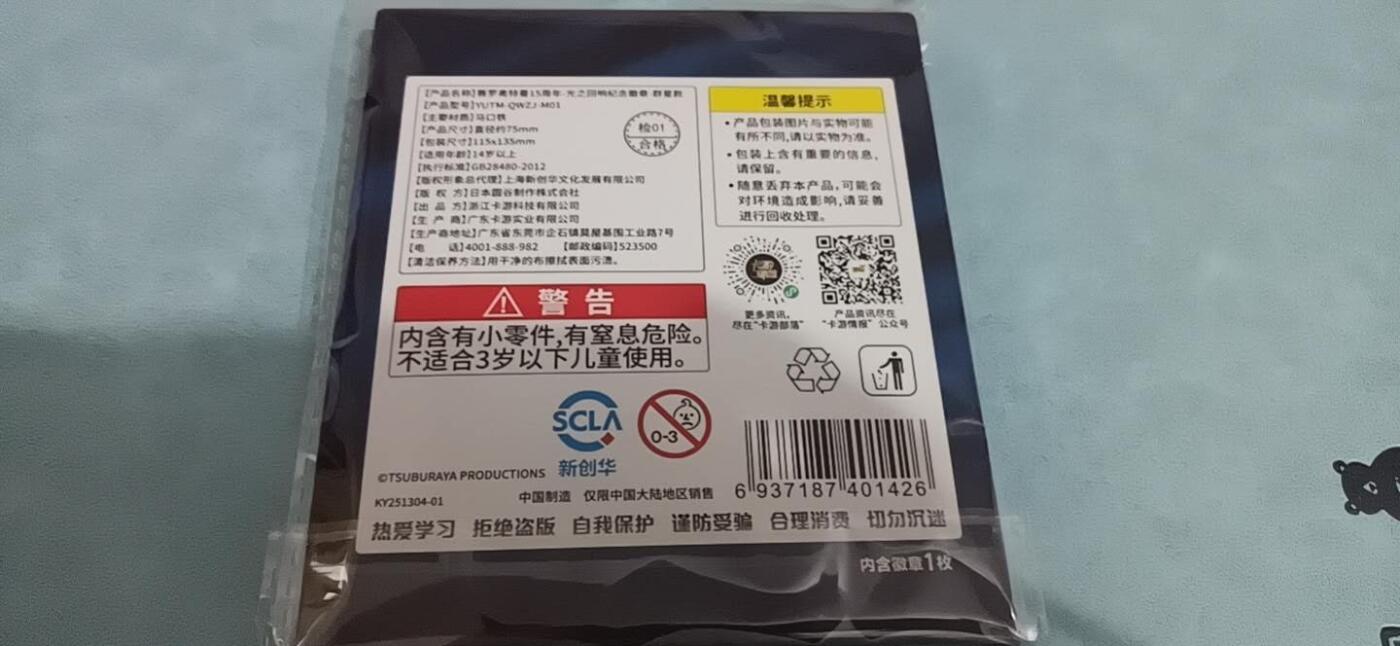 【产品名称】赛罗奥特曼15周年-光之回响纪念徽章 群星款
【产品型号】YUTM-QWZJ-M01
【主要材质】马口铁
【产品尺寸】直径约75mm
【包装尺寸】115x135mm
【适用年龄】14岁以上
【执行标准】GB28480-2012
【版权形象总代理】上海新创华文化发展有限公司
【版 权 方】日本圆谷制作株式会社
【出 品 方】浙江卡游科技有限公司
【生 产 商】广东卡游实业有限公司
【生产商地址】广东省东莞市企石镇莫屋基围工业路7号
【电 话】4001-888-982 【邮政编码】523500
【清洁保养方法】用干净的布擦拭表面污渍。
检01
合格
警告
内含有小零件,有窒息危险。
不适合3岁以下儿童使用。
温馨提示
•产品包装图片与实物可能
有所不同,请以实物为准。
•包装上含有重要的信息,
请保留。
•随意丢弃本产品,可能会
对环境造成影响,请妥善
进行回收处理。
更多资讯,
尽在“卡游部落”
产品资讯尽在
“卡游情报”公众号
SCLA
新创华
0-3
©TSUBURAYA PRODUCTIONS
KY251304-01
中国制造 仅限中国大陆地区销售
6 937187 401426
热爱学习 拒绝盗版 自我保护 谨防受骗 合理消费 切勿沉迷
内含徽章1枚